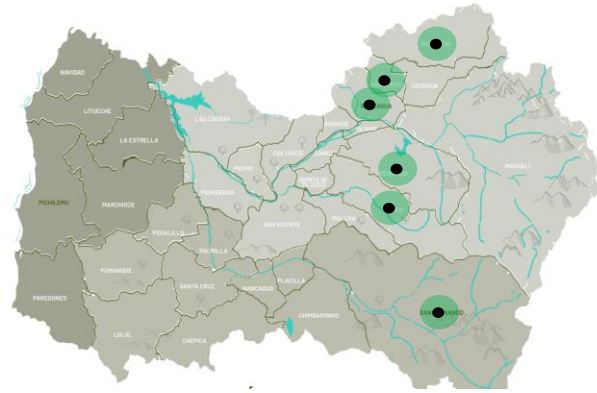 NAVIDAD
LITUECHE
LA ESTRELLA
LAS CABRAS
CODEGUA
DOÑIHUE
COLTAUCO
PEUMO
MACHALÍ
PICHIDEGUA
PICHILEMU
MARCHIGÜE
SAN VICENTE
MALLOA
PERALILLO
PALMILLA
PUMANQUE
SANTA CRUZ
NANCAGUA
PLACILLA
PAREDONES
LOLOL
CHÉPICA
CHIMBARONGO